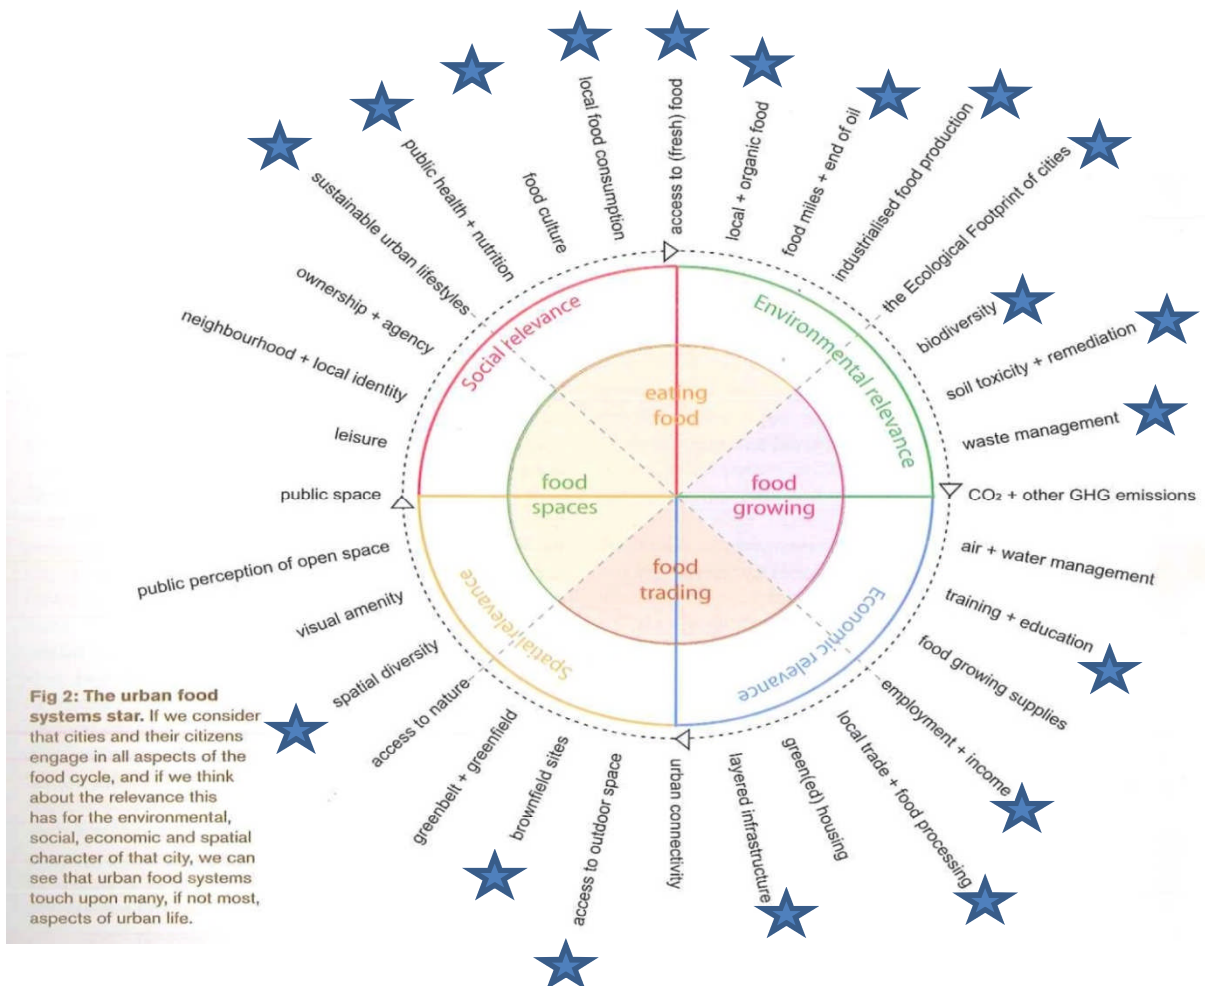 local food consumption
access to (fresh) food
local + organic food
food miles + end of oil
industrialised food production
the Ecological Footprint of cities
biodiversity
soil toxicity + remediation
waste management
CO₂ + other GHG emissions
air + water management
training + education
food growing supplies
employment + income
local trade + food processing
green(ed) housing
layered infrastructure
urban connectivity
access to outdoor space
brownfield sites
greenbelt + greenfield
access to nature
spatial diversity
visual amenity
public perception of open space
public space
leisure
neighbourhood + local identity
ownership + agency
sustainable urban lifestyles
public health + nutrition
food culture
Social relevance
Environmental relevance
Economic relevance
Spatial relevance
eating
food
food
spaces
food
growing
food
trading
Fig 2: The urban food
systems star. If we consider
that cities and their citizens
engage in all aspects of the
food cycle, and if we think
about the relevance this
has for the environmental,
social, economic and spatial
character of that city, we can
see that urban food systems
touch upon many, if not most,
aspects of urban life.